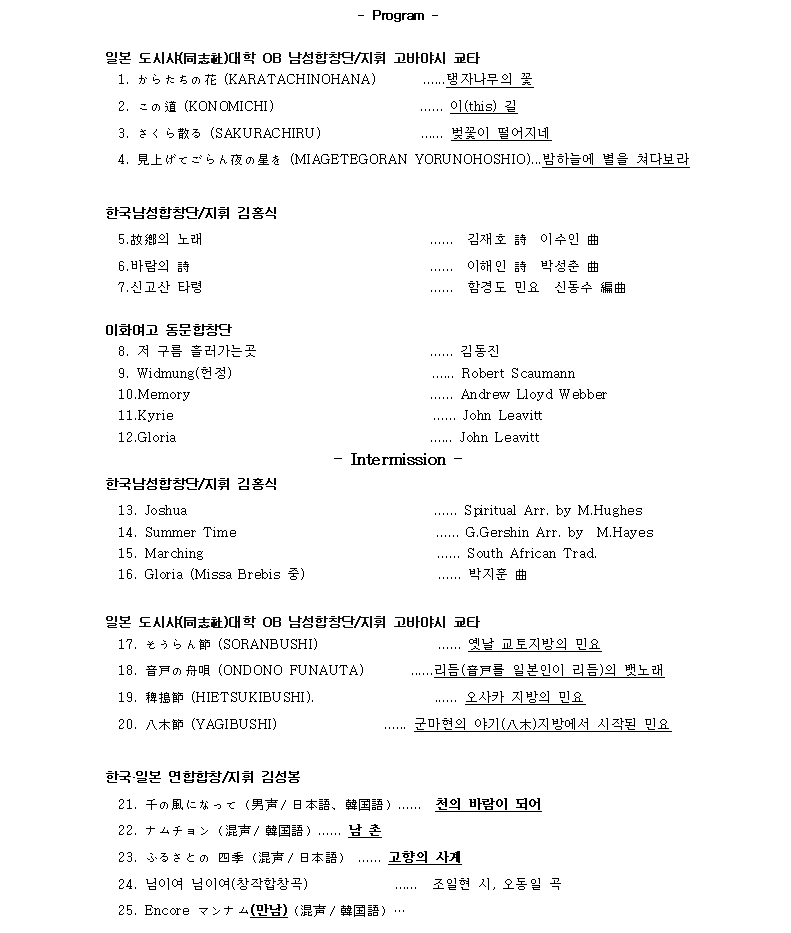 - Program -
일본 도시샤(同志社)대학 OB 남성합창단/지휘 고바야시 쿄타
1. からたちの花 (KARATACHINOHANA) ......탱자나무의 꽃
2. この道 (KONOMICHI) ...... 이(this) 길
3. さくら散る (SAKURACHIRU) ...... 벚꽃이 떨어지네
4. 見上げてごらん夜の星を (MIAGETEGORAN YORUNOHOSHIO)...밤하늘에 별을 쳐다보라
한국남성합창단/지휘 김홍식
5.故鄕의 노래 ...... 김재호 詩 이수인 曲
6.바람의 詩 ...... 이해인 詩 박성춘 曲
7.신고산 타령 ...... 함경도 민요 신동수 編曲
이화여고 동문합창단
8. 저 구름 흘러가는곳 ...... 김동진
9. Widmung(헌정) ...... Robert Scaumann
10.Memory ...... Andrew Lloyd Webber
11.Kyrie ...... John Leavitt
12.Gloria ...... John Leavitt
- Intermission -
한국남성합창단/지휘 김홍식
13. Joshua ...... Spiritual Arr. by M.Hughes
14. Summer Time ...... G.Gershin Arr. by M.Hayes
15. Marching ...... South African Trad.
16. Gloria (Missa Brebis 중) ...... 박지훈 曲
일본 도시샤(同志社)대학 OB 남성합창단/지휘 고바야시 쿄타
17. そうらん節 (SORANBUSHI) ...... 옛날 교토지방의 민요
18. 音戸の舟唄 (ONDONO FUNAUTA) ......리듬(音戸를 일본인이 리듬)의 뱃노래
19. 稗搗節 (HIETSUKIBUSHI). ...... 오사카 지방의 민요
20. 八木節 (YAGIBUSHI) ...... 군마현의 야기(八木)지방에서 시작된 민요
한국·일본 연합합창/지휘 김성봉
21. 千の風になって (男声/日本語、韓国語)...... 천의 바람이 되어
22. ナムチョン (混声/韓国語)...... 남 촌
23. ふるさとの 四季 (混声/日本語) ...... 고향의 사계
24. 님이여 님이여(창작합창곡) ...... 조일현 시, 오동일 곡
25. Encore マンナム(만남) (混声/韓国語) …